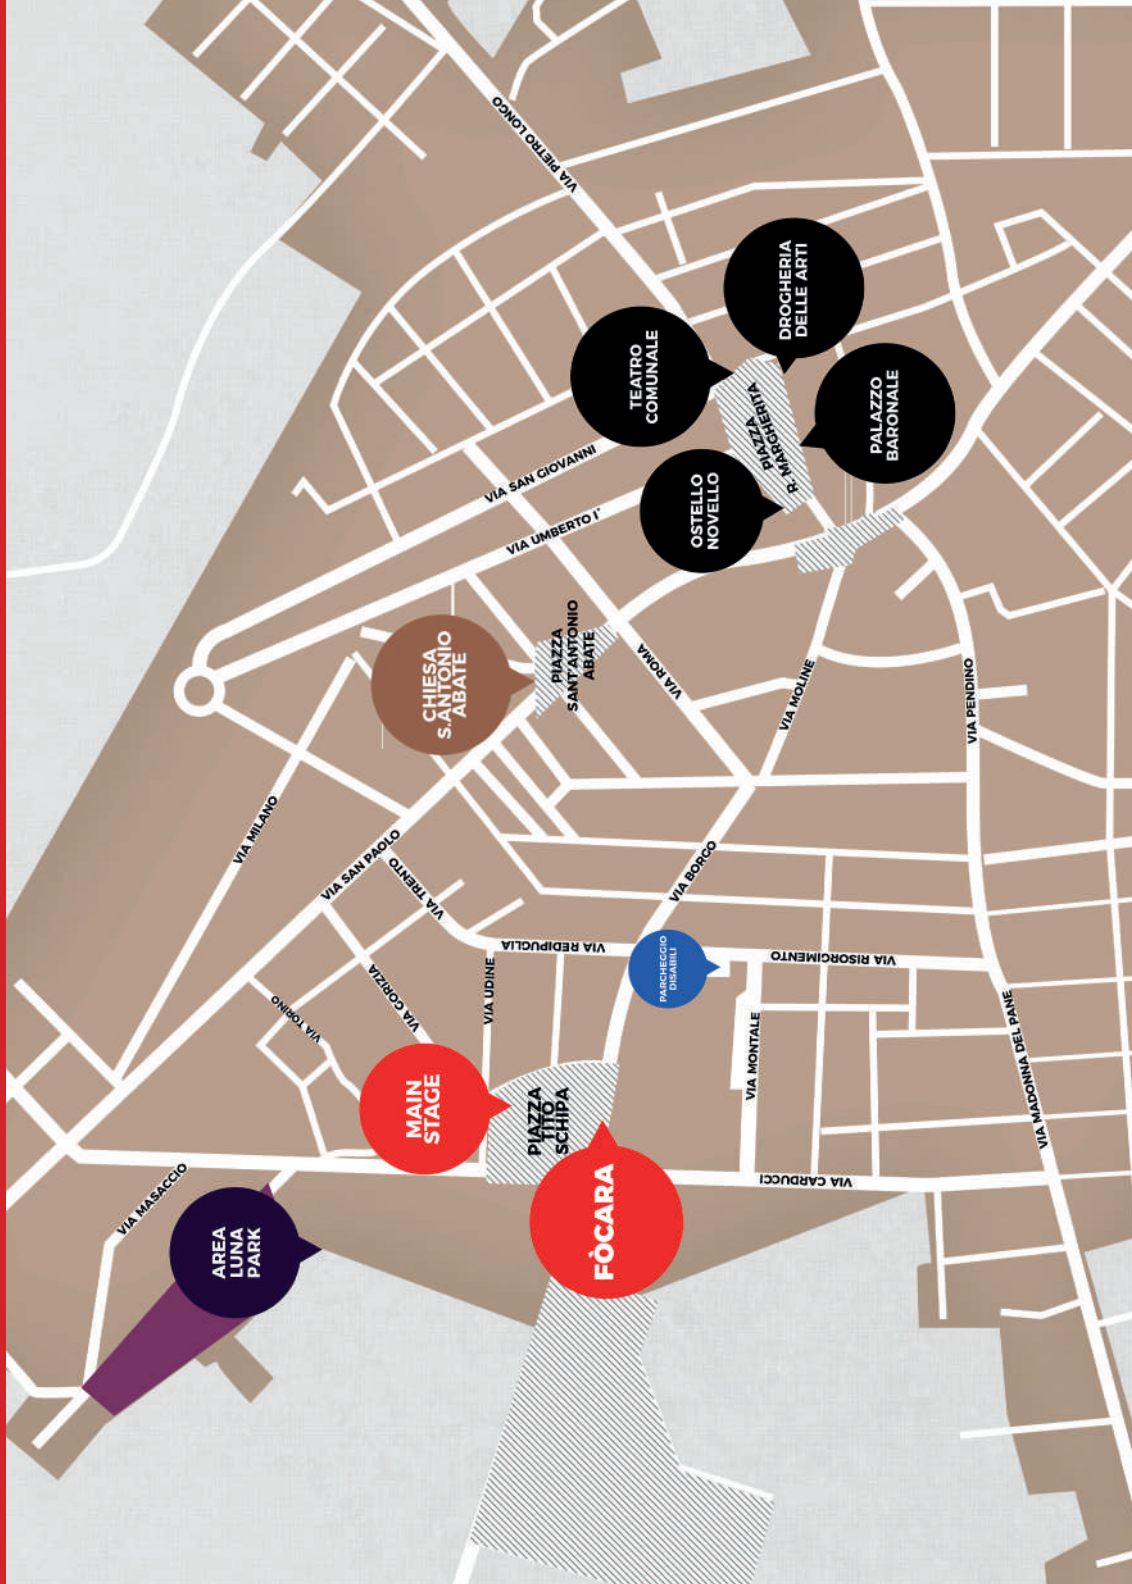 VIA PIETRO LONGO
DROGHERIA
DELLE ARTI
TEATRO
COMUNALE
PALAZZO
BARONALE
PIAZZA
R. MARGHERITA
OSTELLO
NOVELLO
VIA SAN GIOVANNI
VIA UMBERTO I°
CHIESA
S.ANTONIO
ABATE
PIAZZA
SANT'ANTONIO
ABATE
VIA ROMA
VIA MOLINE
VIA PENDINO
VIA MILANO
VIA SAN PAOLO
VIA TRENTO
VIA BORGO
VIA REDIPUGLIA
PARCHEGGIO
DISABILI
VIA RISORGIMENTO
VIA UDINE
VIA GORIZIA
VIA TORINO
VIA MONTALE
VIA MADONNA DEL PANE
MAIN
STAGE
PIAZZA
TITO
SCHIPA
VIA CARDUCCI
FÒCARA
VIA MASACCIO
AREA
LUNA
PARK